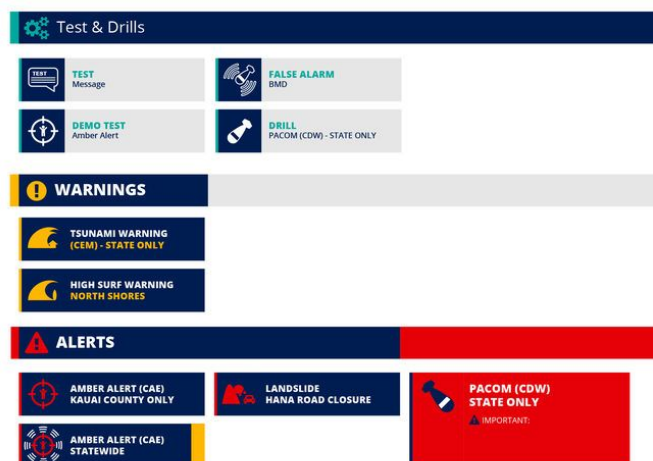 Test & Drills
TEST
TEST
Message
FALSE ALARM
BMD
DEMO TEST
Amber Alert
DRILL
PACOM (CDW) - STATE ONLY
WARNINGS
TSUNAMI WARNING
(CEM) - STATE ONLY
HIGH SURF WARNING
NORTH SHORES
ALERTS
AMBER ALERT (CAE)
KAUAI COUNTY ONLY
LANDSLIDE
HANA ROAD CLOSURE
PACOM (CDW)
STATE ONLY
IMPORTANT:
AMBER ALERT (CAE)
STATEWIDE